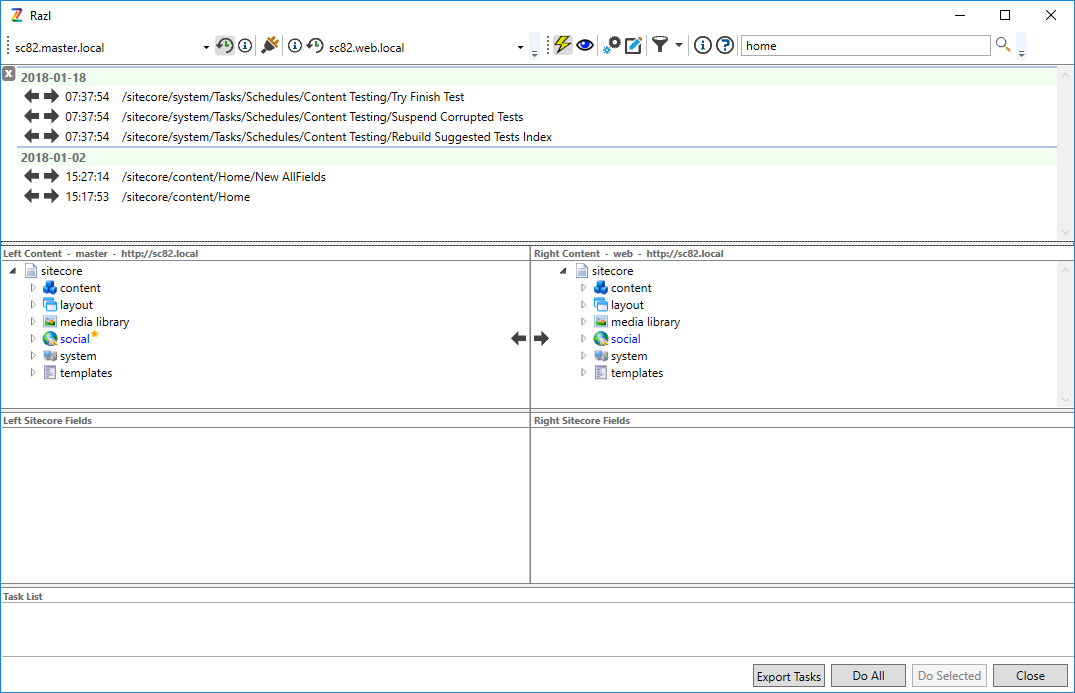 Razl
sc82.master.local sc82.web.local home
2018-01-18
07:37:54 /sitecore/system/Tasks/Schedules/Content Testing/Try Finish Test
07:37:54 /sitecore/system/Tasks/Schedules/Content Testing/Suspend Corrupted Tests
07:37:54 /sitecore/system/Tasks/Schedules/Content Testing/Rebuild Suggested Tests Index
2018-01-02
15:27:14 /sitecore/content/Home/New AllFields
15:17:53 /sitecore/content/Home
Left Content - master - http://sc82.local
sitecore
content
layout
media library
social
system
templates
Right Content - web - http://sc82.local
sitecore
content
layout
media library
social
system
templates
Left Sitecore Fields
Right Sitecore Fields
Task List
Export Tasks Do All Do Selected Close